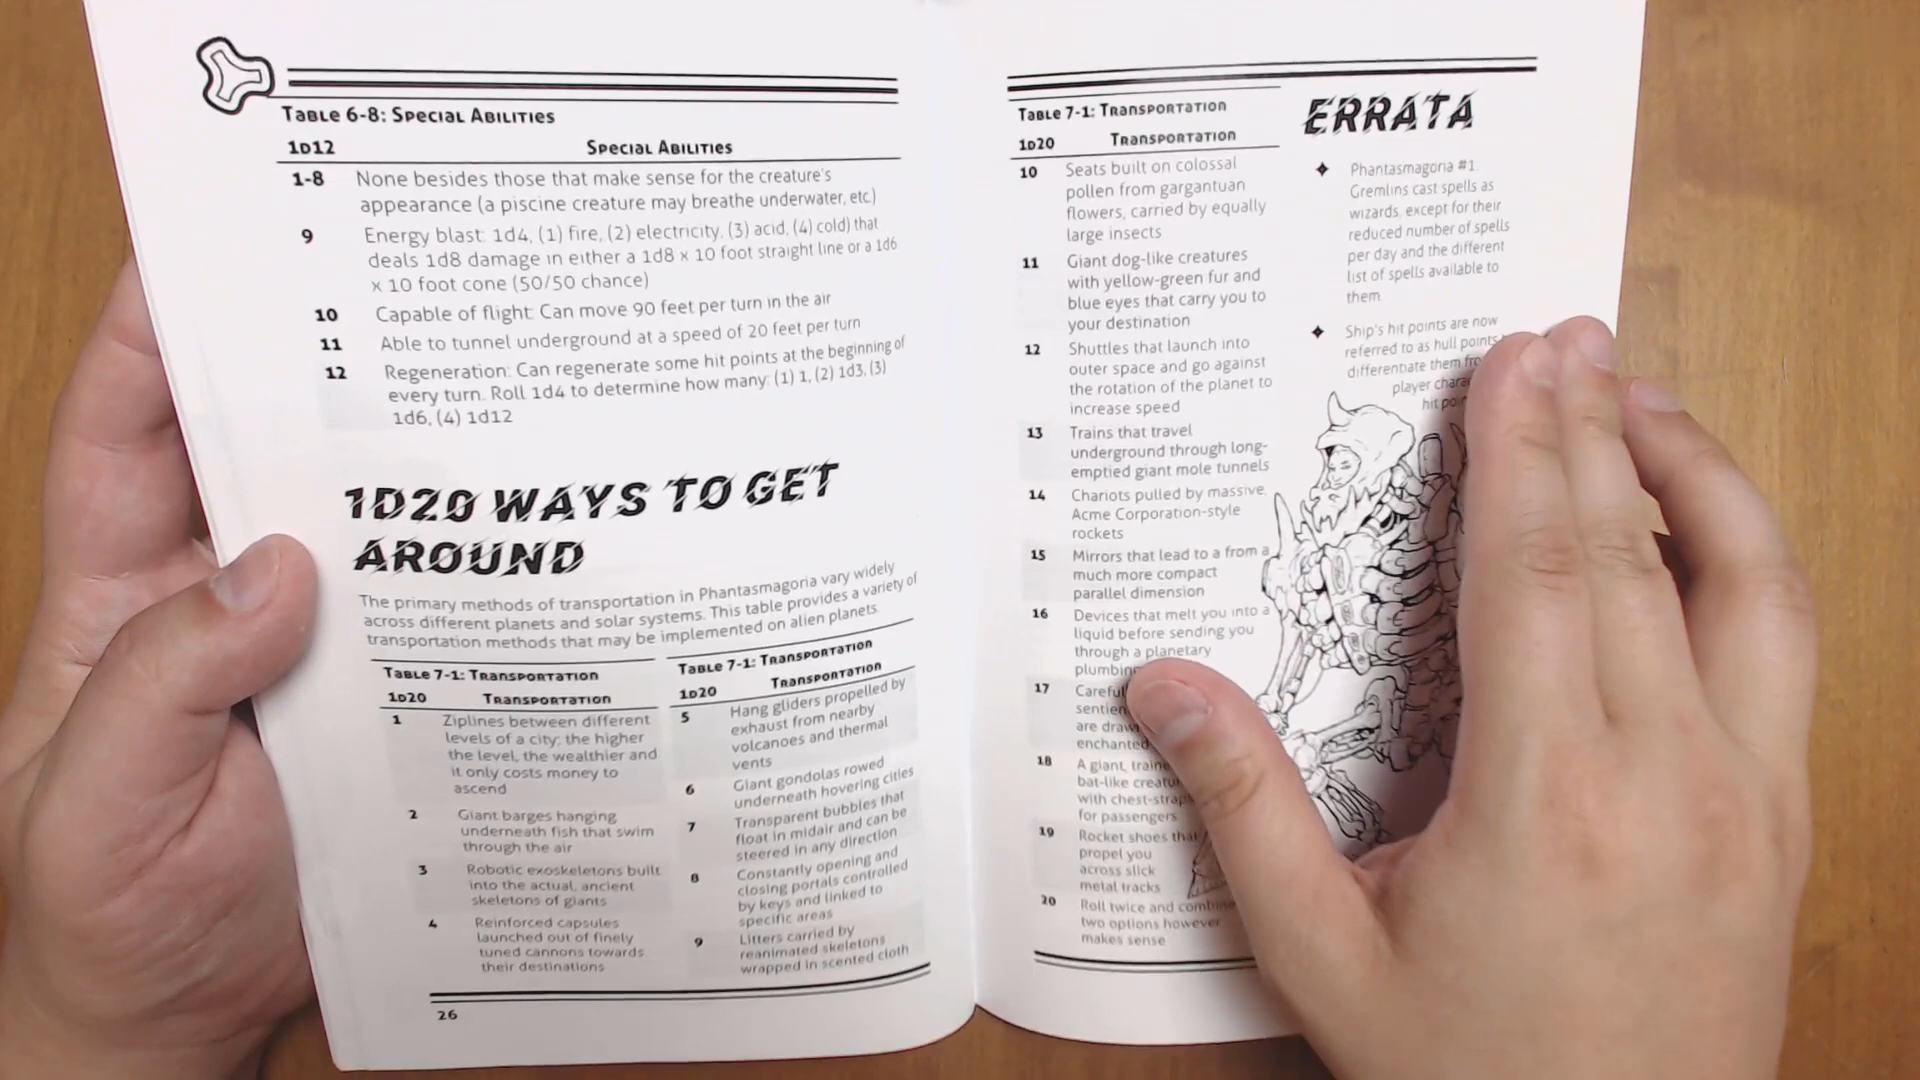 Table 6-8: Special Abilities
1D12 Special Abilities
1-8 None besides those that make sense for the creature's
appearance (a piscine creature may breathe underwater, etc.)
9 Energy blast: 1d4, (1) fire, (2) electricity, (3) acid, (4) cold) that
deals 1d8 damage in either a 1d8 x 10 foot straight line or a 1d6
x 10 foot cone (50/50 chance)
10 Capable of flight: Can move 90 feet per turn in the air
11 Able to tunnel underground at a speed of 20 feet per turn
12 Regeneration: Can regenerate some hit points at the beginning of
every turn. Roll 1d4 to determine how many: (1) 1, (2) 1d3, (3)
1d6, (4) 1d12
1D20 WAYS TO GET
AROUND
The primary methods of transportation in Phantasmagoria vary widely
across different planets and solar systems. This table provides a variety of
transportation methods that may be implemented on alien planets.
Table 7-1: Transportation
1D20 Transportation
1 Ziplines between different
levels of a city: the higher
the level, the wealthier and
it only costs money to
ascend
2 Giant barges hanging
underneath fish that swim
through the air
3 Robotic exoskeletons built
into the actual, ancient
skeletons of giants
4 Reinforced capsules
launched out of finely
tuned cannons towards
their destinations
Table 7-1: Transportation
1D20 Transportation
5 Hang gliders propelled by
exhaust from nearby
volcanoes and thermal
vents
6 Giant gondolas rowed
underneath hovering cities
7 Transparent bubbles that
float in midair and can be
steered in any direction
8 Constantly opening and
closing portals controlled
by keys and linked to
specific areas
9 Litters carried by
reanimated skeletons
wrapped in scented cloth
26
Table 7-1: Transportation
1D20 Transportation
10 Seats built on colossal
pollen from gargantuan
flowers, carried by equally
large insects
11 Giant dog-like creatures
with yellow-green fur and
blue eyes that carry you to
your destination
12 Shuttles that launch into
outer space and go against
the rotation of the planet to
increase speed
13 Trains that travel
underground through long-
emptied giant mole tunnels
14 Chariots pulled by massive,
Acme Corporation-style
rockets
15 Mirrors that lead to a from a
much more compact
parallel dimension
16 Devices that melt you into a
liquid before sending you
through a planetary
17
are
enchanted
18 A giant,
bat-like
with
for passengers
19 Rocket shoes that
propel you
across slick
metal tracks
20 Roll twice and combine
two options however
makes sense
ERRATA
Phantasmagoria #1.
Gremlins cast spells as
wizards, except for their
reduced number of spells
per day and the different
list of spells available to
them.
Ship's hit points are now
referred to as hull points
differentiate them
player
hit